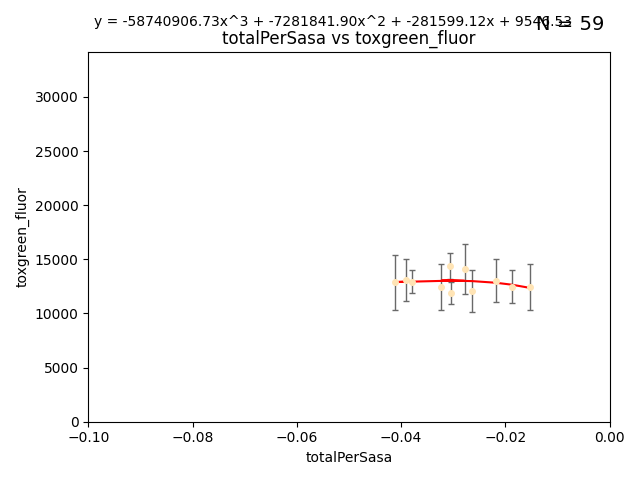 y = -58740906.73x^3 + -7281841.90x^2 + -281599.12x + 9546.53
N = 59
totalPerSasa vs toxgreen_fluor
30000
25000
20000
15000
10000
5000
0
toxgreen_fluor
−0.10 −0.08 −0.06 −0.04 −0.02 0.00
totalPerSasa